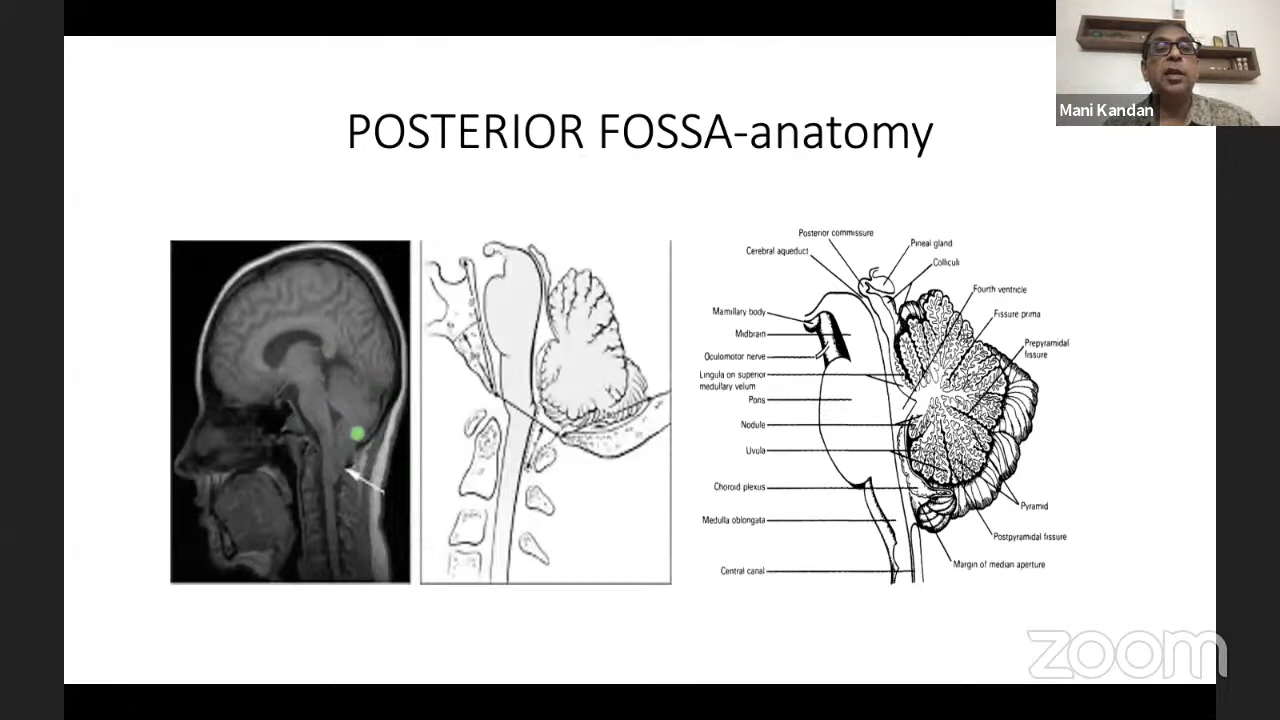 Mani Kandan
POSTERIOR FOSSA-anatomy
Posterior commissure
Cerebral aqueduct
Pineal gland
Colliculi
Fourth ventricle
Fissure prima
Mamillary body
Midbrain
Prepyramidal
fissure
Oculomotor nerve
Lingula on superior
medullary velum
Pons
Nodule
Uvula
Choroid plexus
Pyramid
Medulla oblongata
Postpyramidal fissure
Margin of median aperture
Central canal
zoom